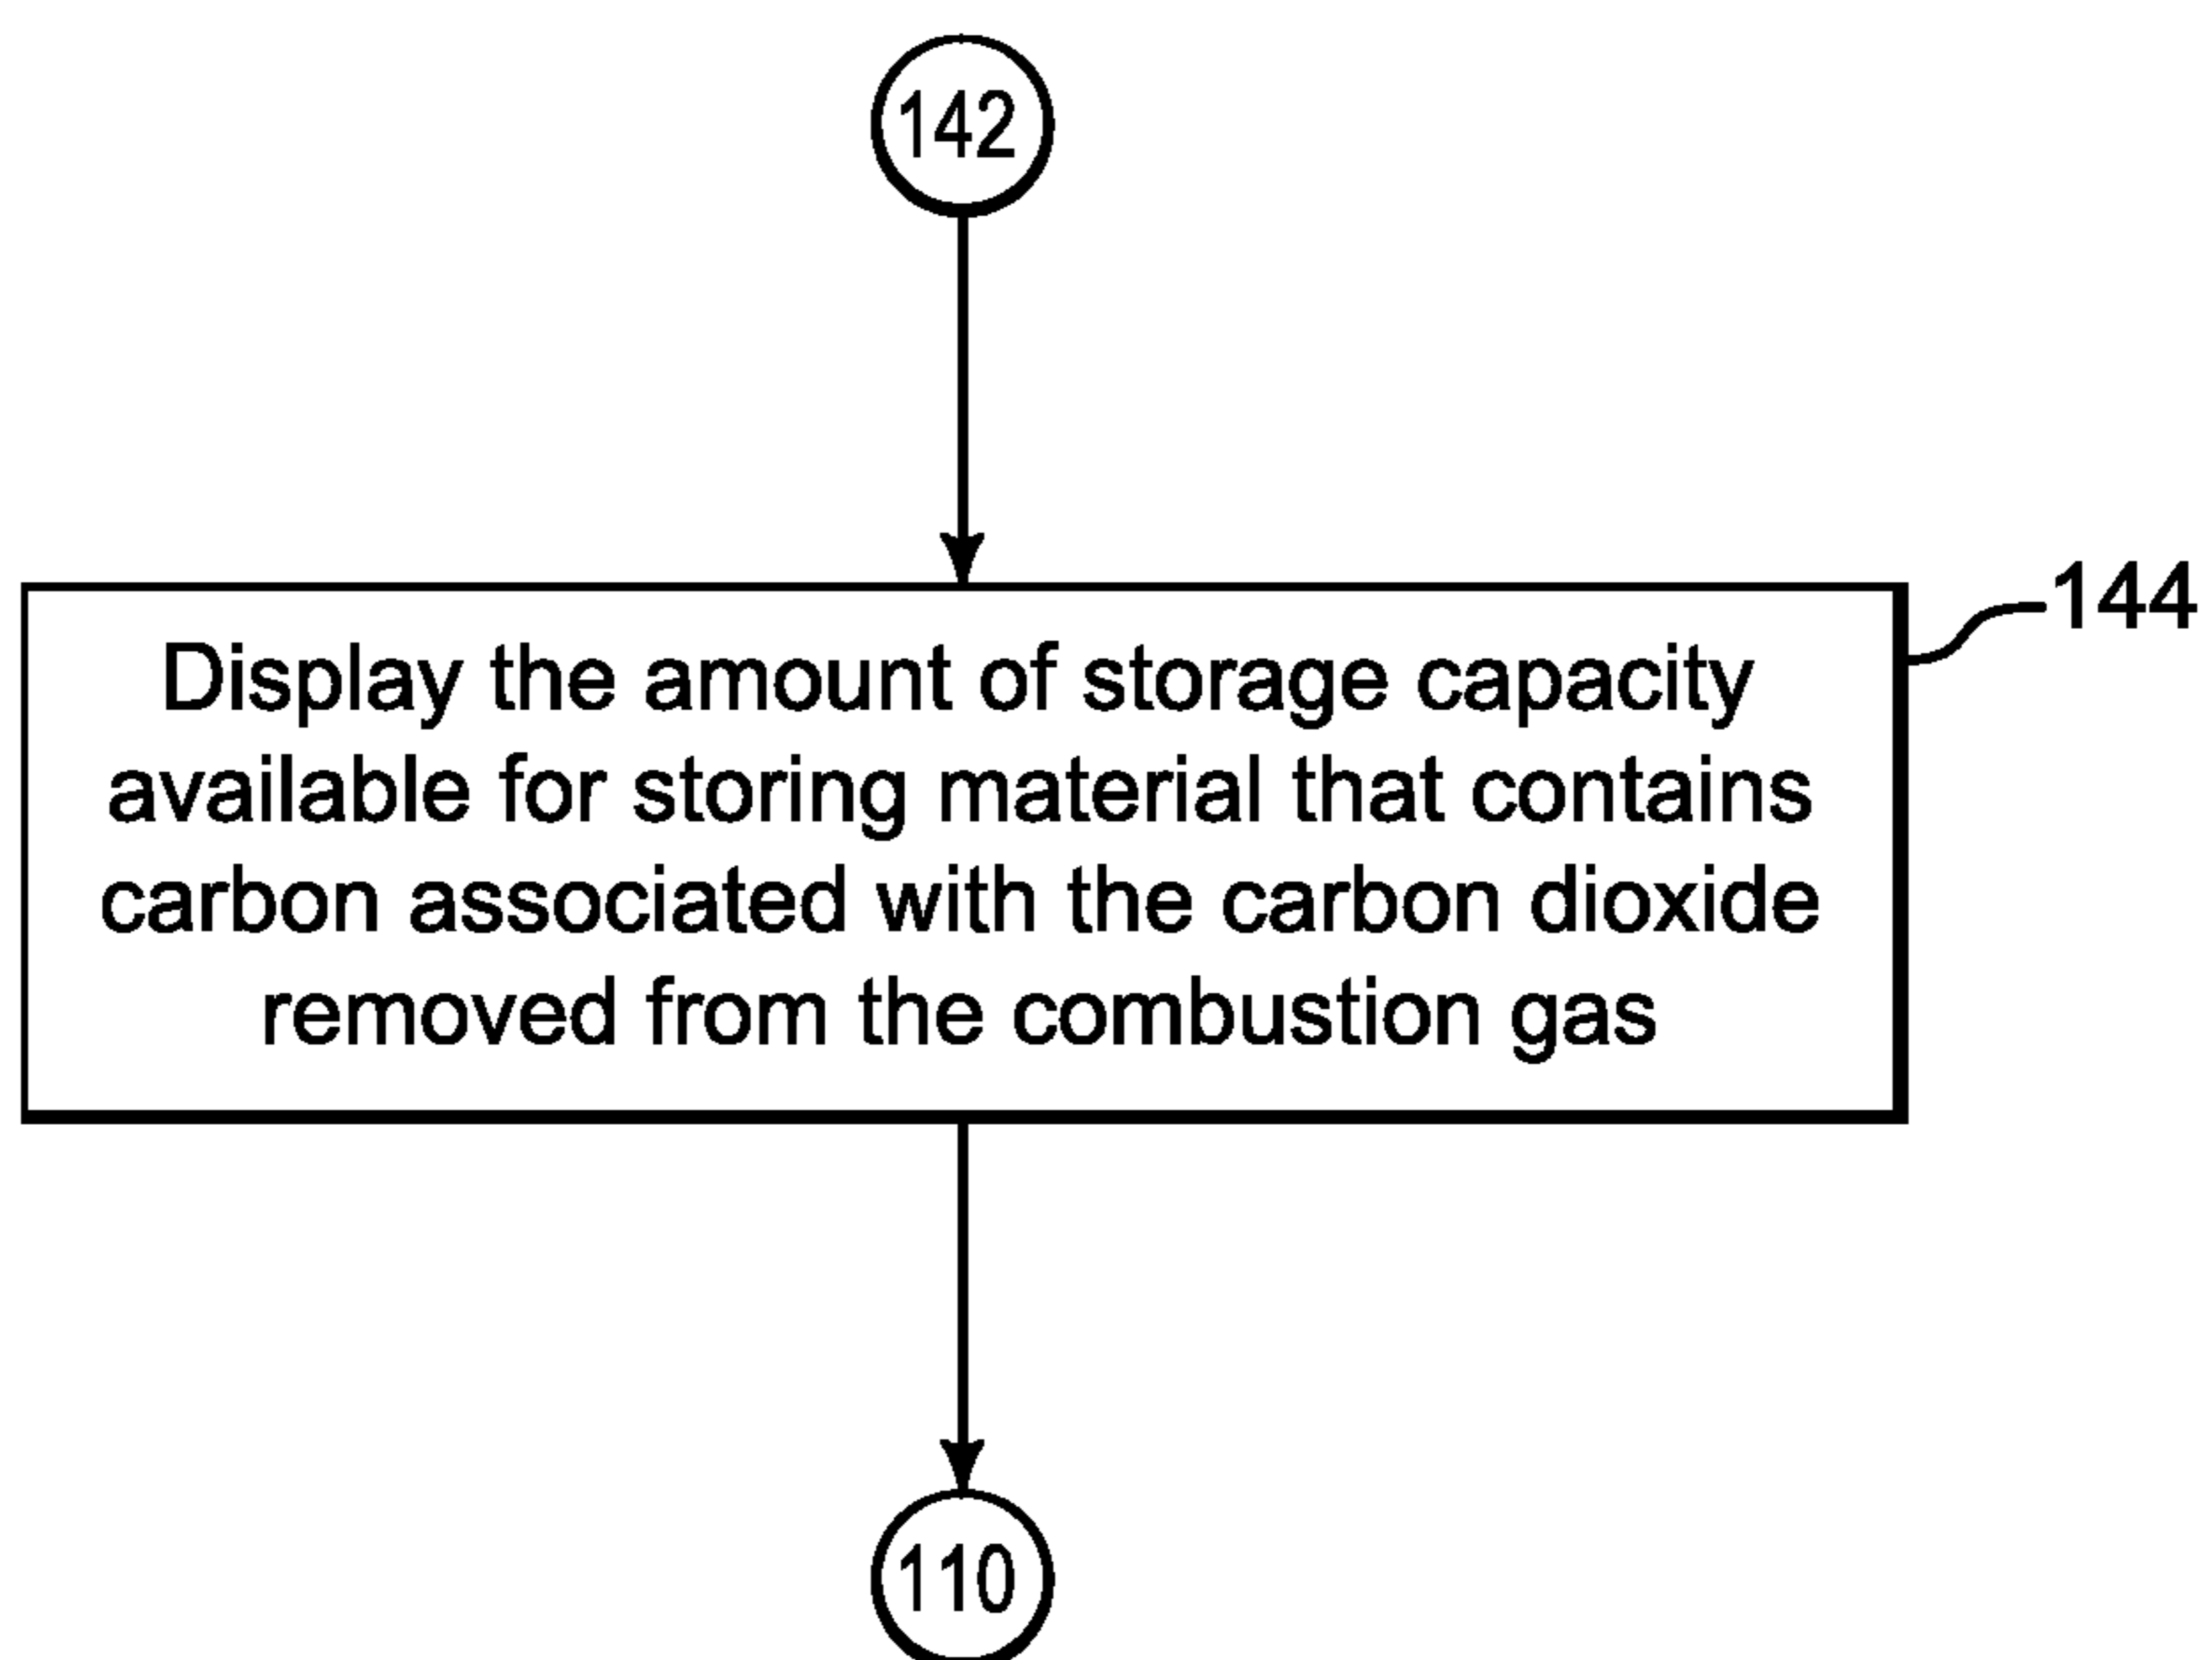 142
144
Display the amount of storage capacity
available for storing material that contains
carbon associated with the carbon dioxide
removed from the combustion gas
110